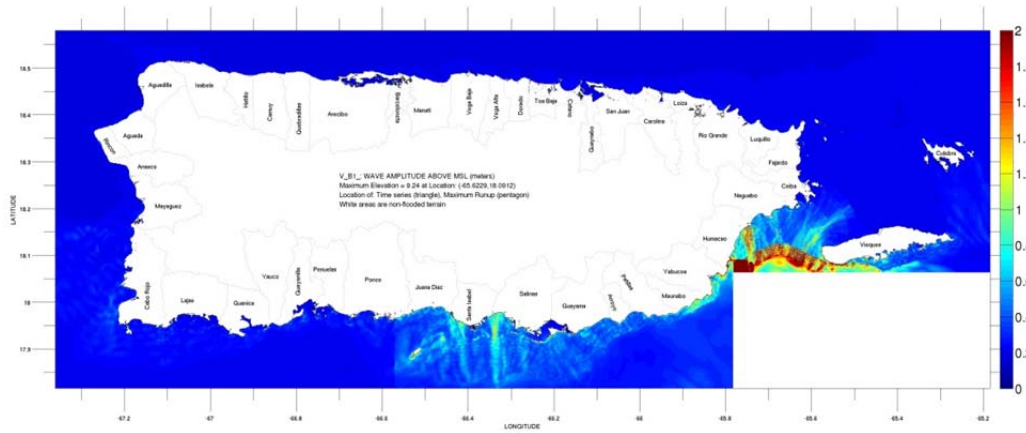 18.5
18.4
18.3
18.2
18.1
18
17.9
LATITUDE
Aguadilla
Isabela
Hatillo
Camuy
Quebradillas
Arecibo
Barceloneta
Manati
Vega Baja
Vega Alta
Dorado
Toa Baja
Catano
San Juan
Guaynabo
Carolina
Loiza
Rio Grande
Luquillo
Fajardo
Ceiba
Culebra
Rincon
Aguada
Anasco
Mayaguez
Naguabo
Humacao
Vieques
V_B1_: WAVE AMPLITUDE ABOVE MSL (meters)
Maximum Elevation = 9.24 at Location: (-65.6229,18.0912)
Location of: Time series (triangle), Maximum Runup (pentagon)
White areas are non-flooded terrain
Cabo Rojo
Lajas
Guanica
Yauco
Guayanilla
Penuelas
Ponce
Juana Diaz
Santa Isabel
Salinas
Guayama
Arroyo
Patillas
Maunabo
Yabucoa
-67.2
-67
-66.8
-66.6
-66.4
-66.2
-66
-65.8
-65.6
-65.4
-65.2
LONGITUDE
2
1
0